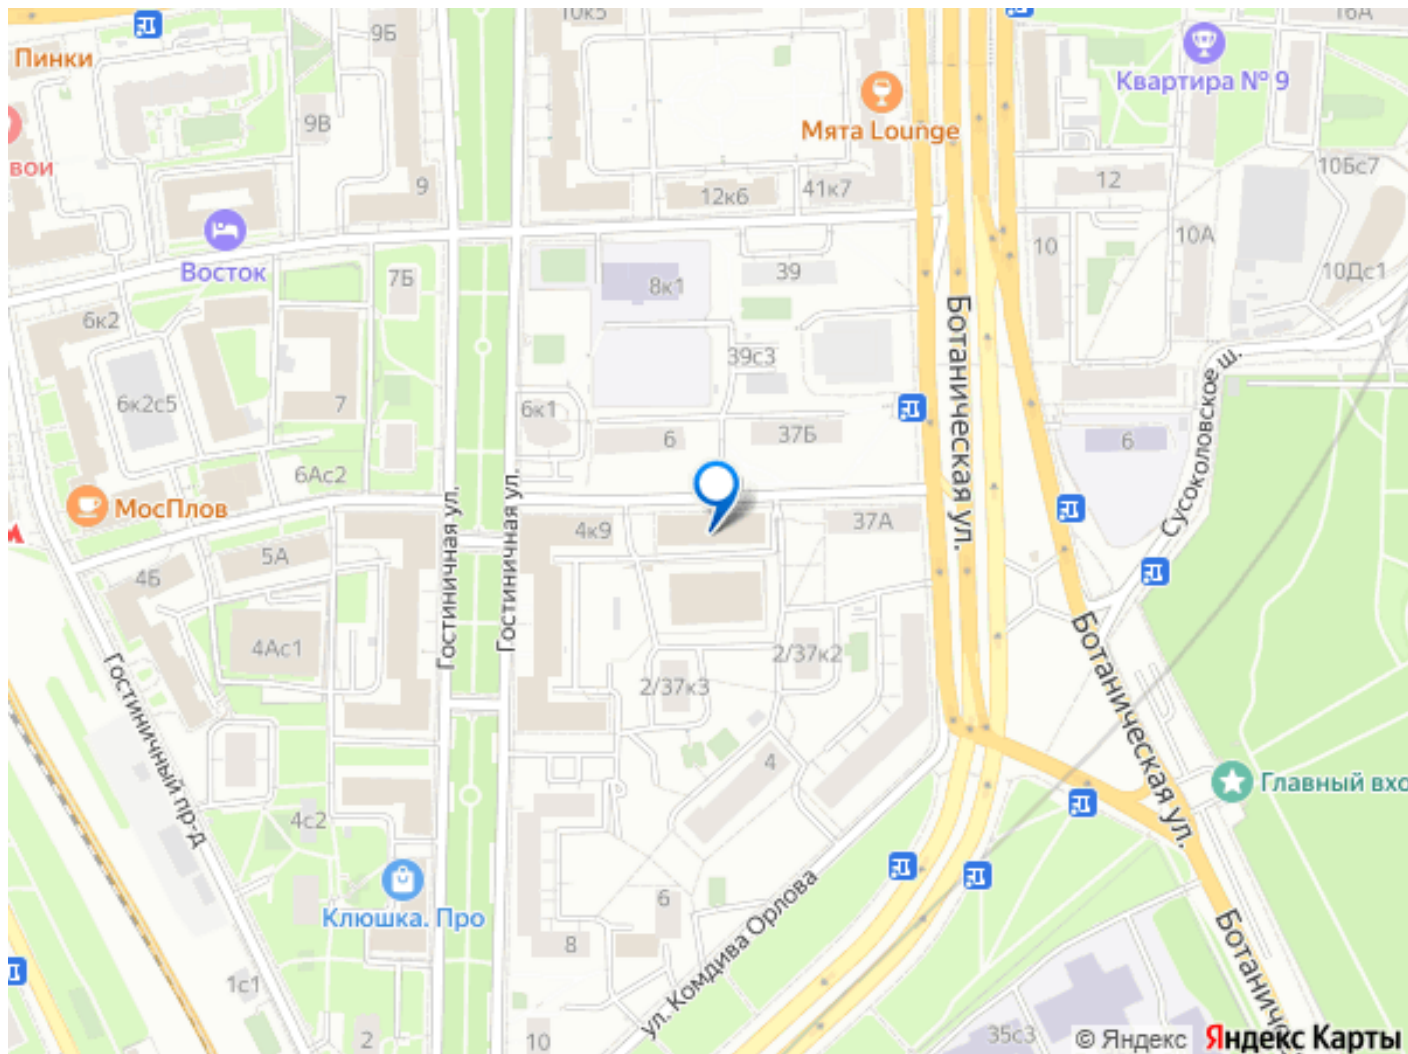 10к5
16А
9Б
Пинки
Квартира № 9
9В
Мята Lounge
вои
10Бс7
9
12к6
41к7
12
Восток
7Б
8к1
39
10
10А
10Дс1
6к2
39с3
Ботаническая ул.
6к2с5
7
6к1
6
37Б
6
Сусоколовское ш.
6Ас2
МосПлов
4к9
37А
Гостиничная ул.
Гостиничная ул.
5А
4Б
4Ас1
2/37к2
2/37к3
Ботаническая ул.
Гостиничный пр-д
4
Главный вхо
4с2
Клюшка. Про
6
8
ул. Комдива Орлова
Ботаничес
1с1
2
10
35с3
© Яндекс
Яндекс Карты